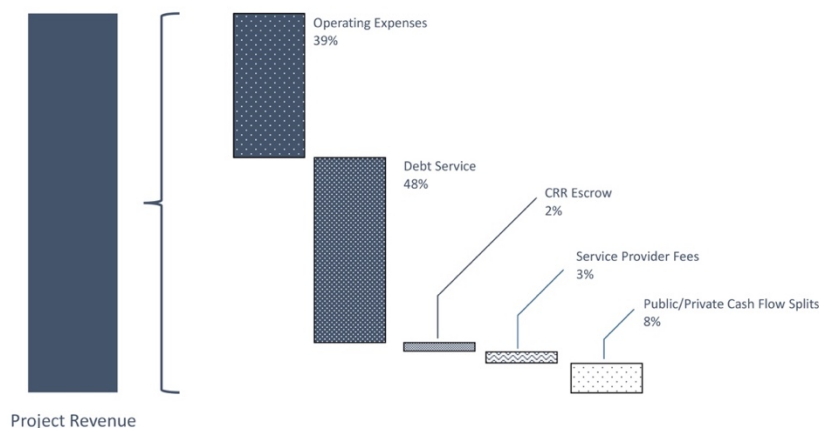 Operating Expenses
39%
Debt Service
48%
CRR Escrow
2%
Service Provider Fees
3%
Public/Private Cash Flow Splits
8%
Project Revenue